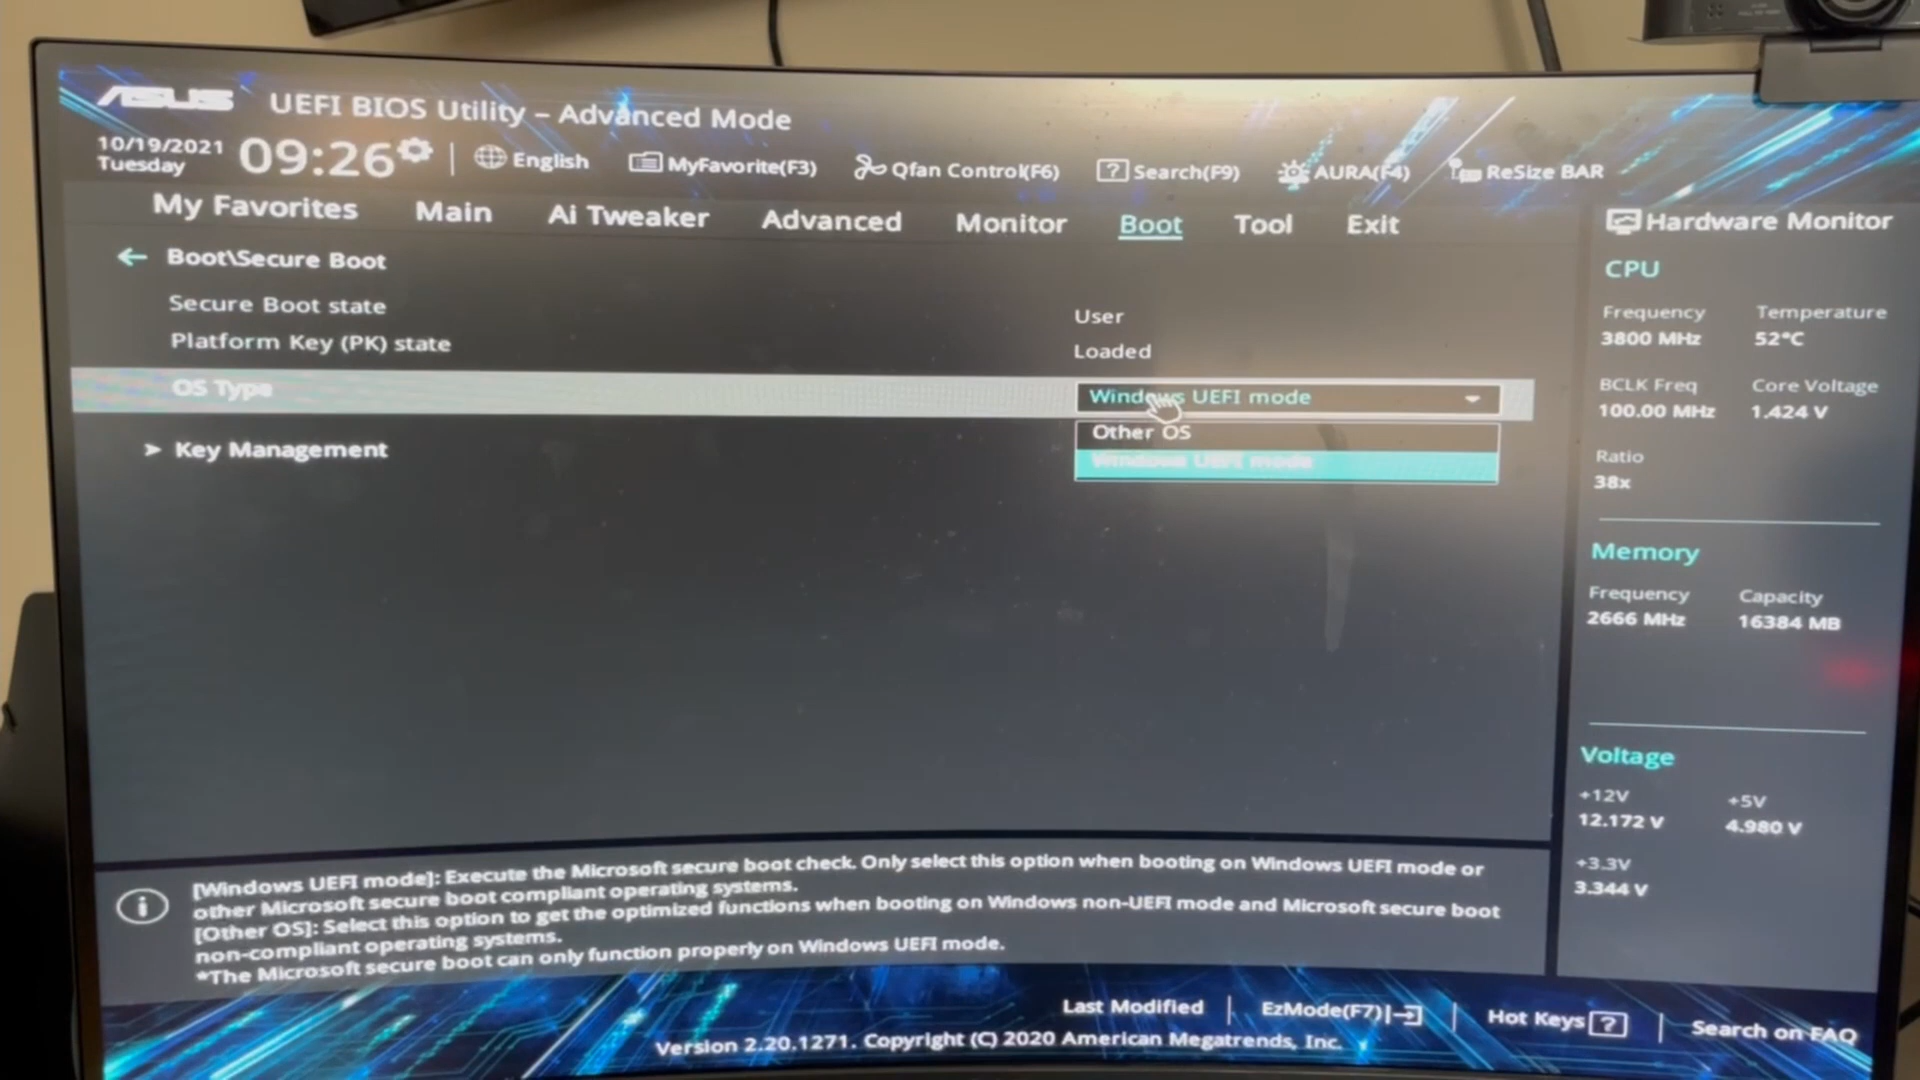 ASUS UEFI BIOS Utility – Advanced Mode
10/19/2021
Tuesday
09:26
English
MyFavorite(F3)
Qfan Control(F6)
? Search(F9)
AURA(F4)
ReSize BAR
My Favorites Main Ai Tweaker Advanced Monitor Boot Tool Exit
Boot\Secure Boot
Secure Boot state
User
Platform Key (PK) state
Loaded
OS Type
Windows UEFI mode
Other OS
Windows UEFI mode
Key Management
[Windows UEFI mode]: Execute the Microsoft secure boot check. Only select this option when booting on Windows UEFI mode or
other Microsoft secure boot compliant operating systems.
[Other OS]: Select this option to get the optimized functions when booting on Windows non-UEFI mode and Microsoft secure boot
non-compliant operating systems.
*The Microsoft secure boot can only function properly on Windows UEFI mode.
Hardware Monitor
CPU
Frequency Temperature
3800 MHz 52°C
BCLK Freq Core Voltage
100.00 MHz 1.424 V
Ratio
38x
Memory
Frequency Capacity
2666 MHz 16384 MB
Voltage
+12V +5V
12.172 V 4.980 V
+3.3V
3.344 V
Last Modified
EzMode(F7)
Hot Keys ?
Search on FAQ
Version 2.20.1271. Copyright (C) 2020 American Megatrends, Inc.